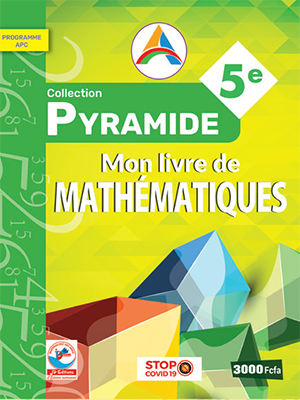 PROGRAMME
APC
5e
Collection
PYRAMIDE
Mon livre de
MATHÉMATIQUES
STOP
COVID 19
3000 Fcfa